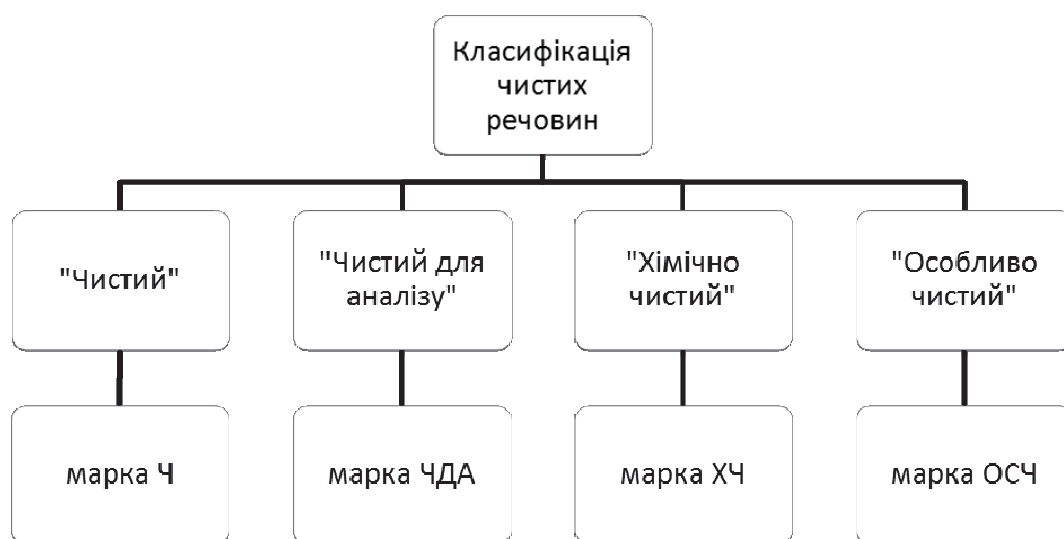 Класифікація
чистих
речовин
"Чистий"
"Чистий для
аналізу"
"Хімічно
чистий"
"Особливо
чистий"
марка Ч
марка ЧДА
марка ХЧ
марка ОСЧ